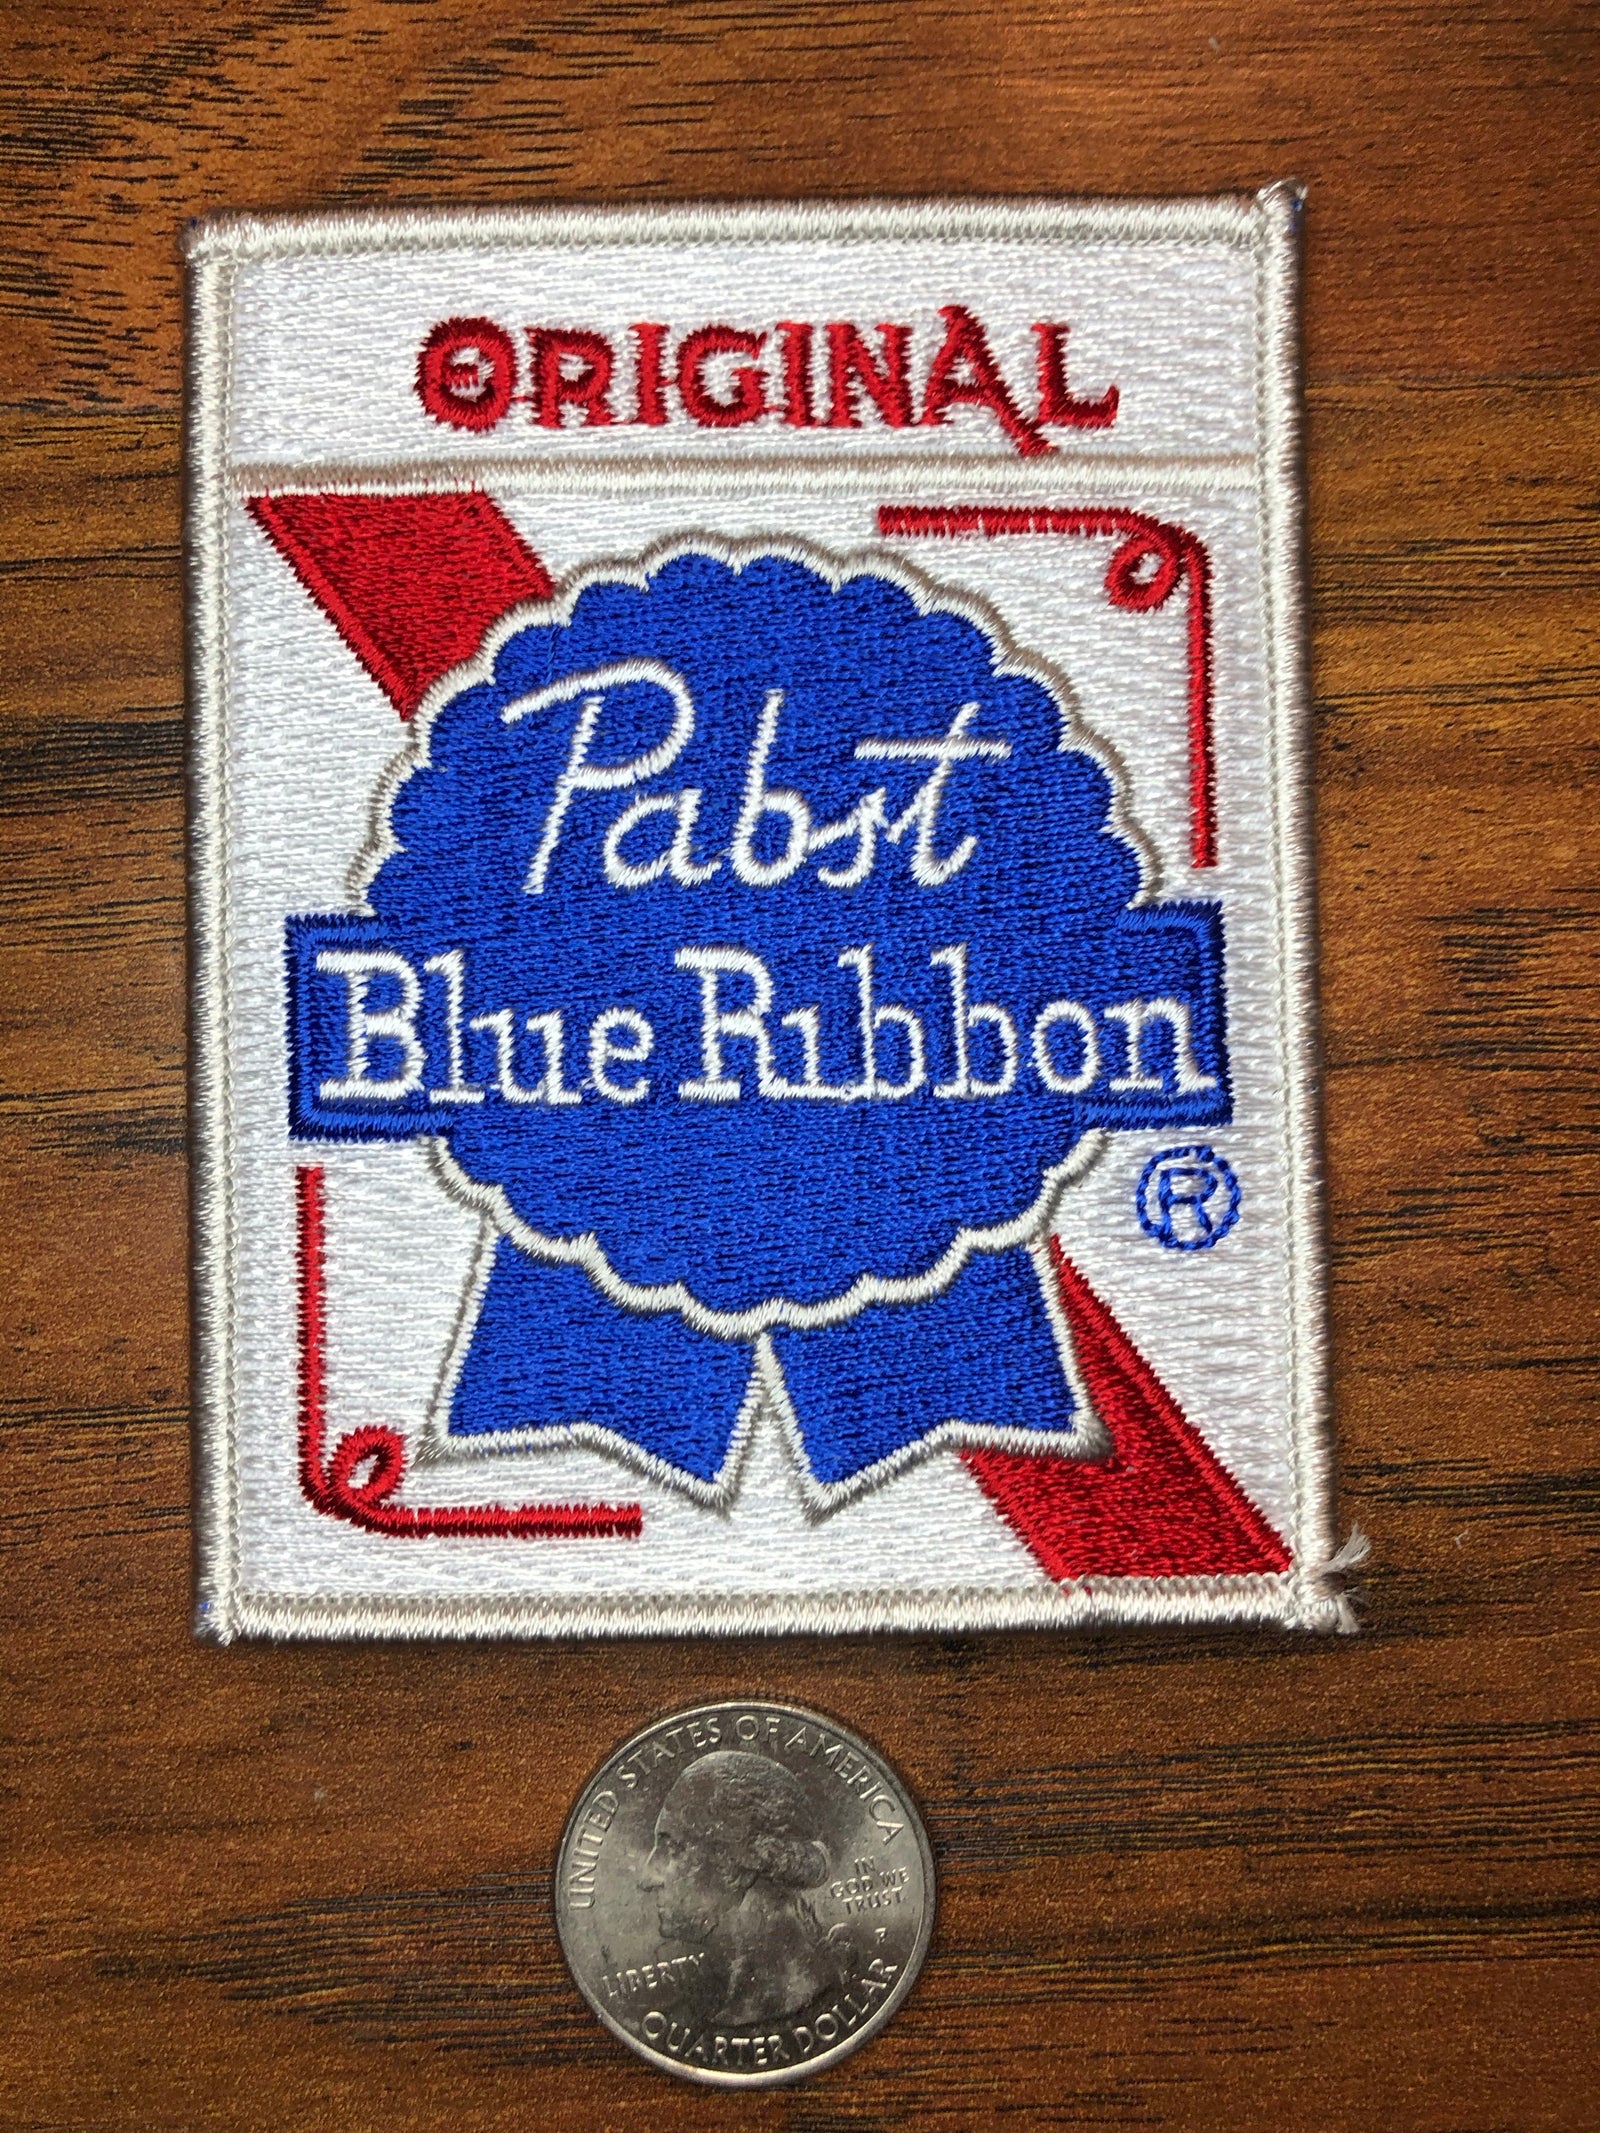 ORIGINAL
Pabst
Blue Ribbon
®
UNITED STATES OF AMERICA
IN
GOD WE
TRUST
P
LIBERTY
QUARTER DOLLAR